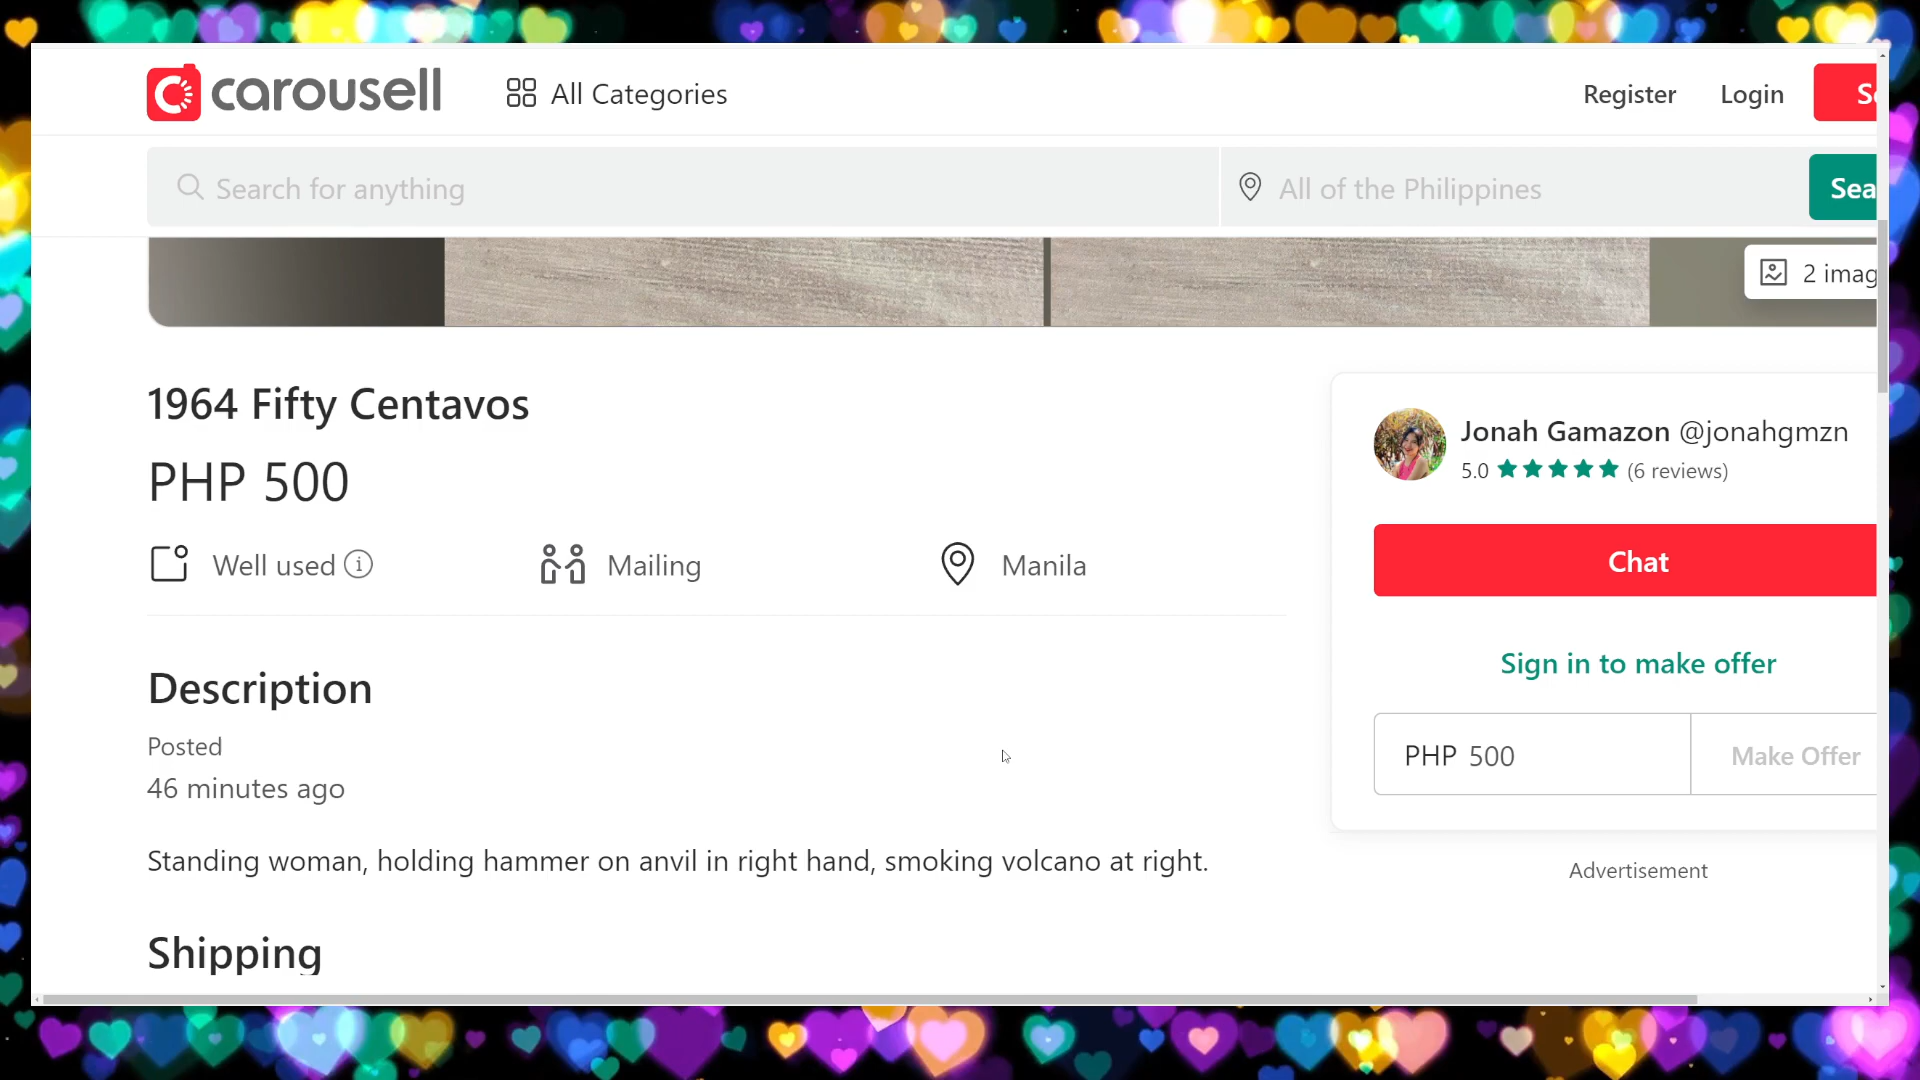 carousell
All Categories
Register
Login
Search for anything
All of the Philippines
2
1964 Fifty Centavos
PHP 500
Well used
Mailing
Manila
Jonah Gamazon @jonahgmzn
5.0 (6 reviews)
Chat
Sign in to make offer
PHP 500
Make Offer
Description
Posted
46 minutes ago
Standing woman, holding hammer on anvil in right hand, smoking volcano at right.
Advertisement
Shipping